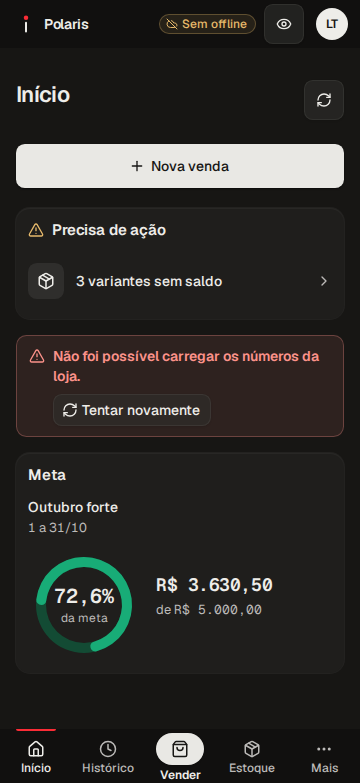 Polaris
Sem offline
LT
Início
Nova venda
Precisa de ação
3 variantes sem saldo
Não foi possível carregar os números da
loja.
Tentar novamente
Meta
Outubro forte
1 a 31/10
72,6%
da meta
R$ 3.630,50
de R$ 5.000,00
Início
Histórico
Vender
Estoque
Mais